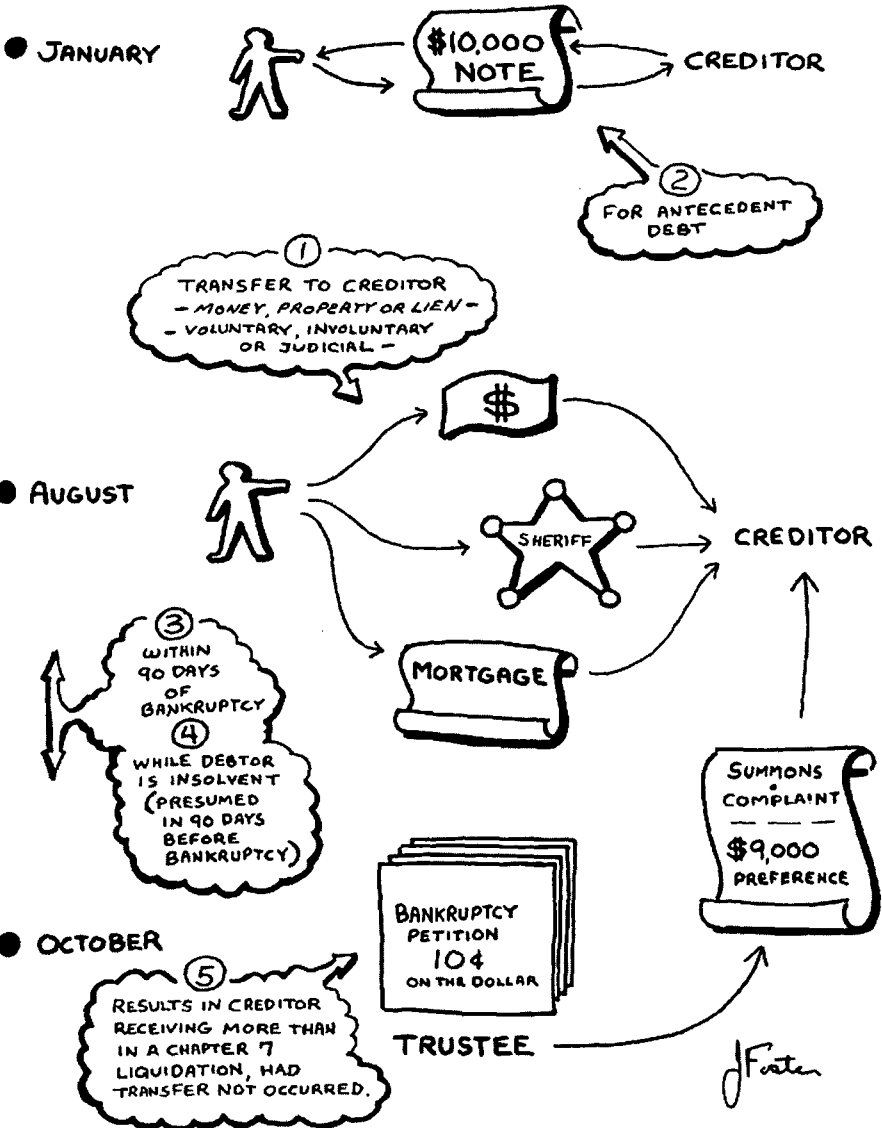 JANUARY
$10,000
NOTE
CREDITOR
2
FOR ANTECEDENT
DEBT
1
TRANSFER TO CREDITOR
- MONEY, PROPERTY OR LIEN -
- VOLUNTARY, INVOLUNTARY
OR JUDICIAL -
$
AUGUST
SHERIFF
CREDITOR
MORTGAGE
3
WITHIN
90 DAYS
OF
BANKRUPTCY
4
WHILE DEBTOR
IS INSOLVENT
(PRESUMED
IN 90 DAYS
BEFORE
BANKRUPTCY)
SUMMONS
•
COMPLAINT
$9,000
PREFERENCE
OCTOBER
BANKRUPTCY
PETITION
10¢
ON THE DOLLAR
TRUSTEE
5
RESULTS IN CREDITOR
RECEIVING MORE THAN
IN A CHAPTER 7
LIQUIDATION, HAD
TRANSFER NOT OCCURRED.
JFoster